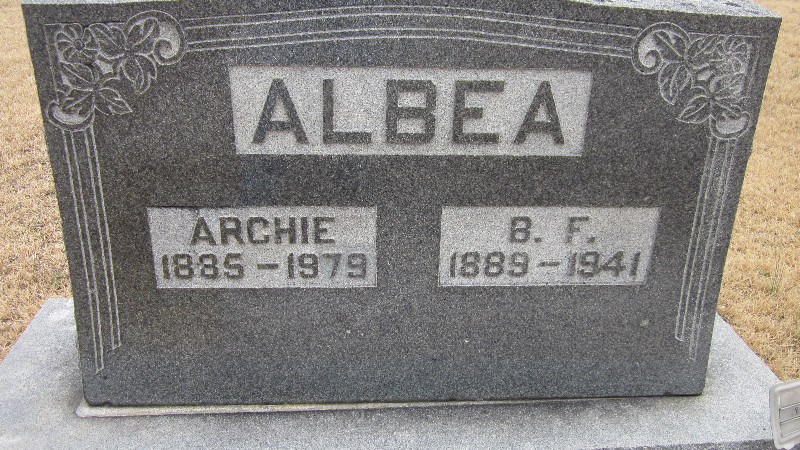 ALBEA
ARCHIE
1885 - 1979
B. F.
1889 - 1941